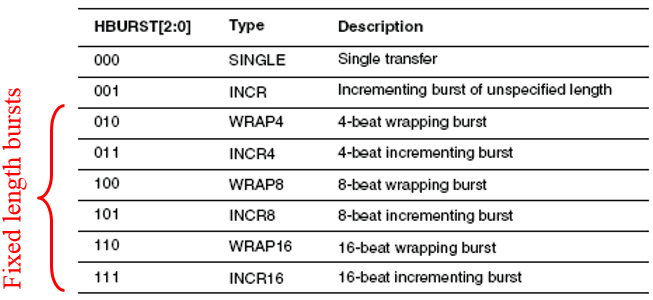 HBURST[2:0] Type Description
000 SINGLE Single transfer
001 INCR Incrementing burst of unspecified length
010 WRAP4 4-beat wrapping burst
011 INCR4 4-beat incrementing burst
100 WRAP8 8-beat wrapping burst
101 INCR8 8-beat incrementing burst
110 WRAP16 16-beat wrapping burst
111 INCR16 16-beat incrementing burst
Fixed length bursts